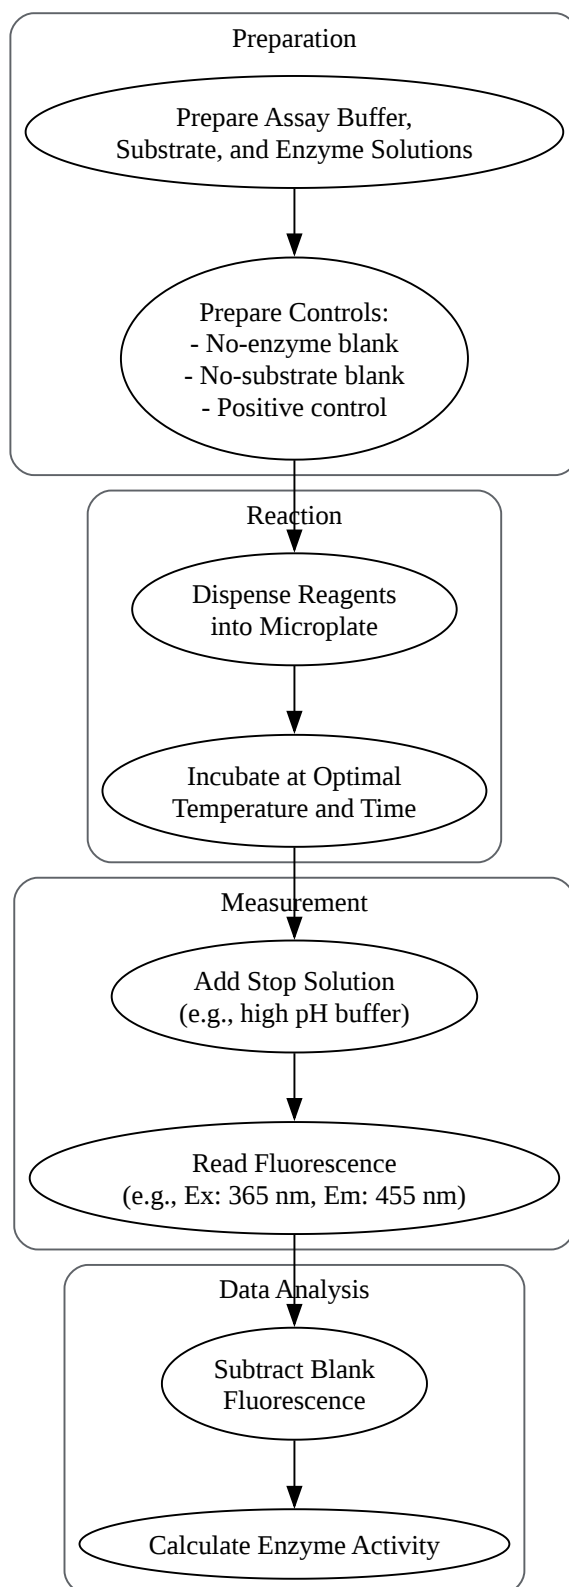 Preparation
Prepare Assay Buffer,
Substrate, and Enzyme Solutions
Prepare Controls:
- No-enzyme blank
- No-substrate blank
- Positive control
Reaction
Dispense Reagents
into Microplate
Incubate at Optimal
Temperature and Time
Measurement
Add Stop Solution
(e.g., high pH buffer)
Read Fluorescence
(e.g., Ex: 365 nm, Em: 455 nm)
Data Analysis
Subtract Blank
Fluorescence
Calculate Enzyme Activity